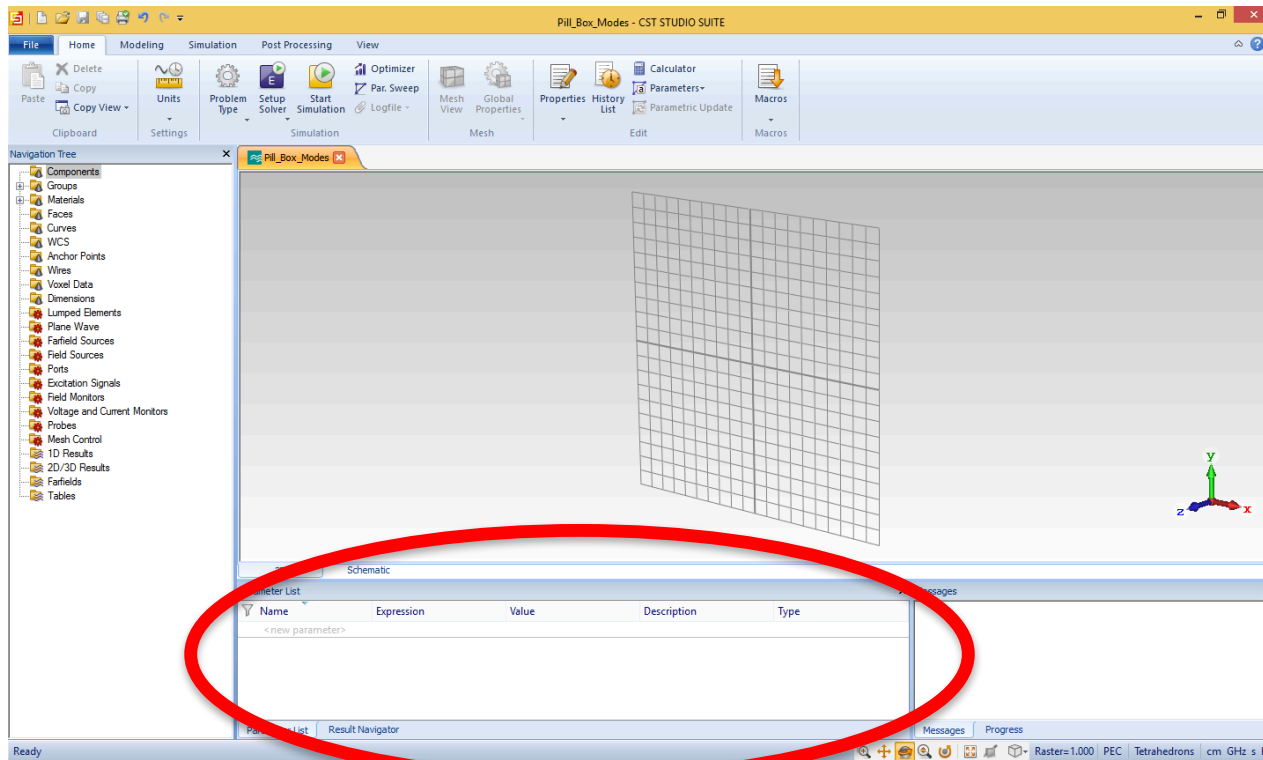 Pill_Box_Modes - CST STUDIO SUITE
File Home Modeling Simulation Post Processing View
Paste
Delete
Copy
Copy View
Clipboard
Units
Settings
Problem Type
Setup Solver
Start Simulation
Optimizer
Par. Sweep
Logfile
Simulation
Mesh View
Global Properties
Mesh
Properties
History List
Calculator
Parameters
Parametric Update
Edit
Macros
Macros
Navigation Tree
Pill_Box_Modes
Components
Groups
Materials
Faces
Curves
WCS
Anchor Points
Wires
Voxel Data
Dimensions
Lumped Elements
Plane Wave
Farfield Sources
Field Sources
Ports
Excitation Signals
Field Monitors
Voltage and Current Monitors
Probes
Mesh Control
1D Results
2D/3D Results
Farfields
Tables
y
z x
Schematic
Name Expression Value Description Type
<new parameter>
List Result Navigator
Messages Progress
Ready Raster=1.000 PEC Tetrahedrons cm GHz s